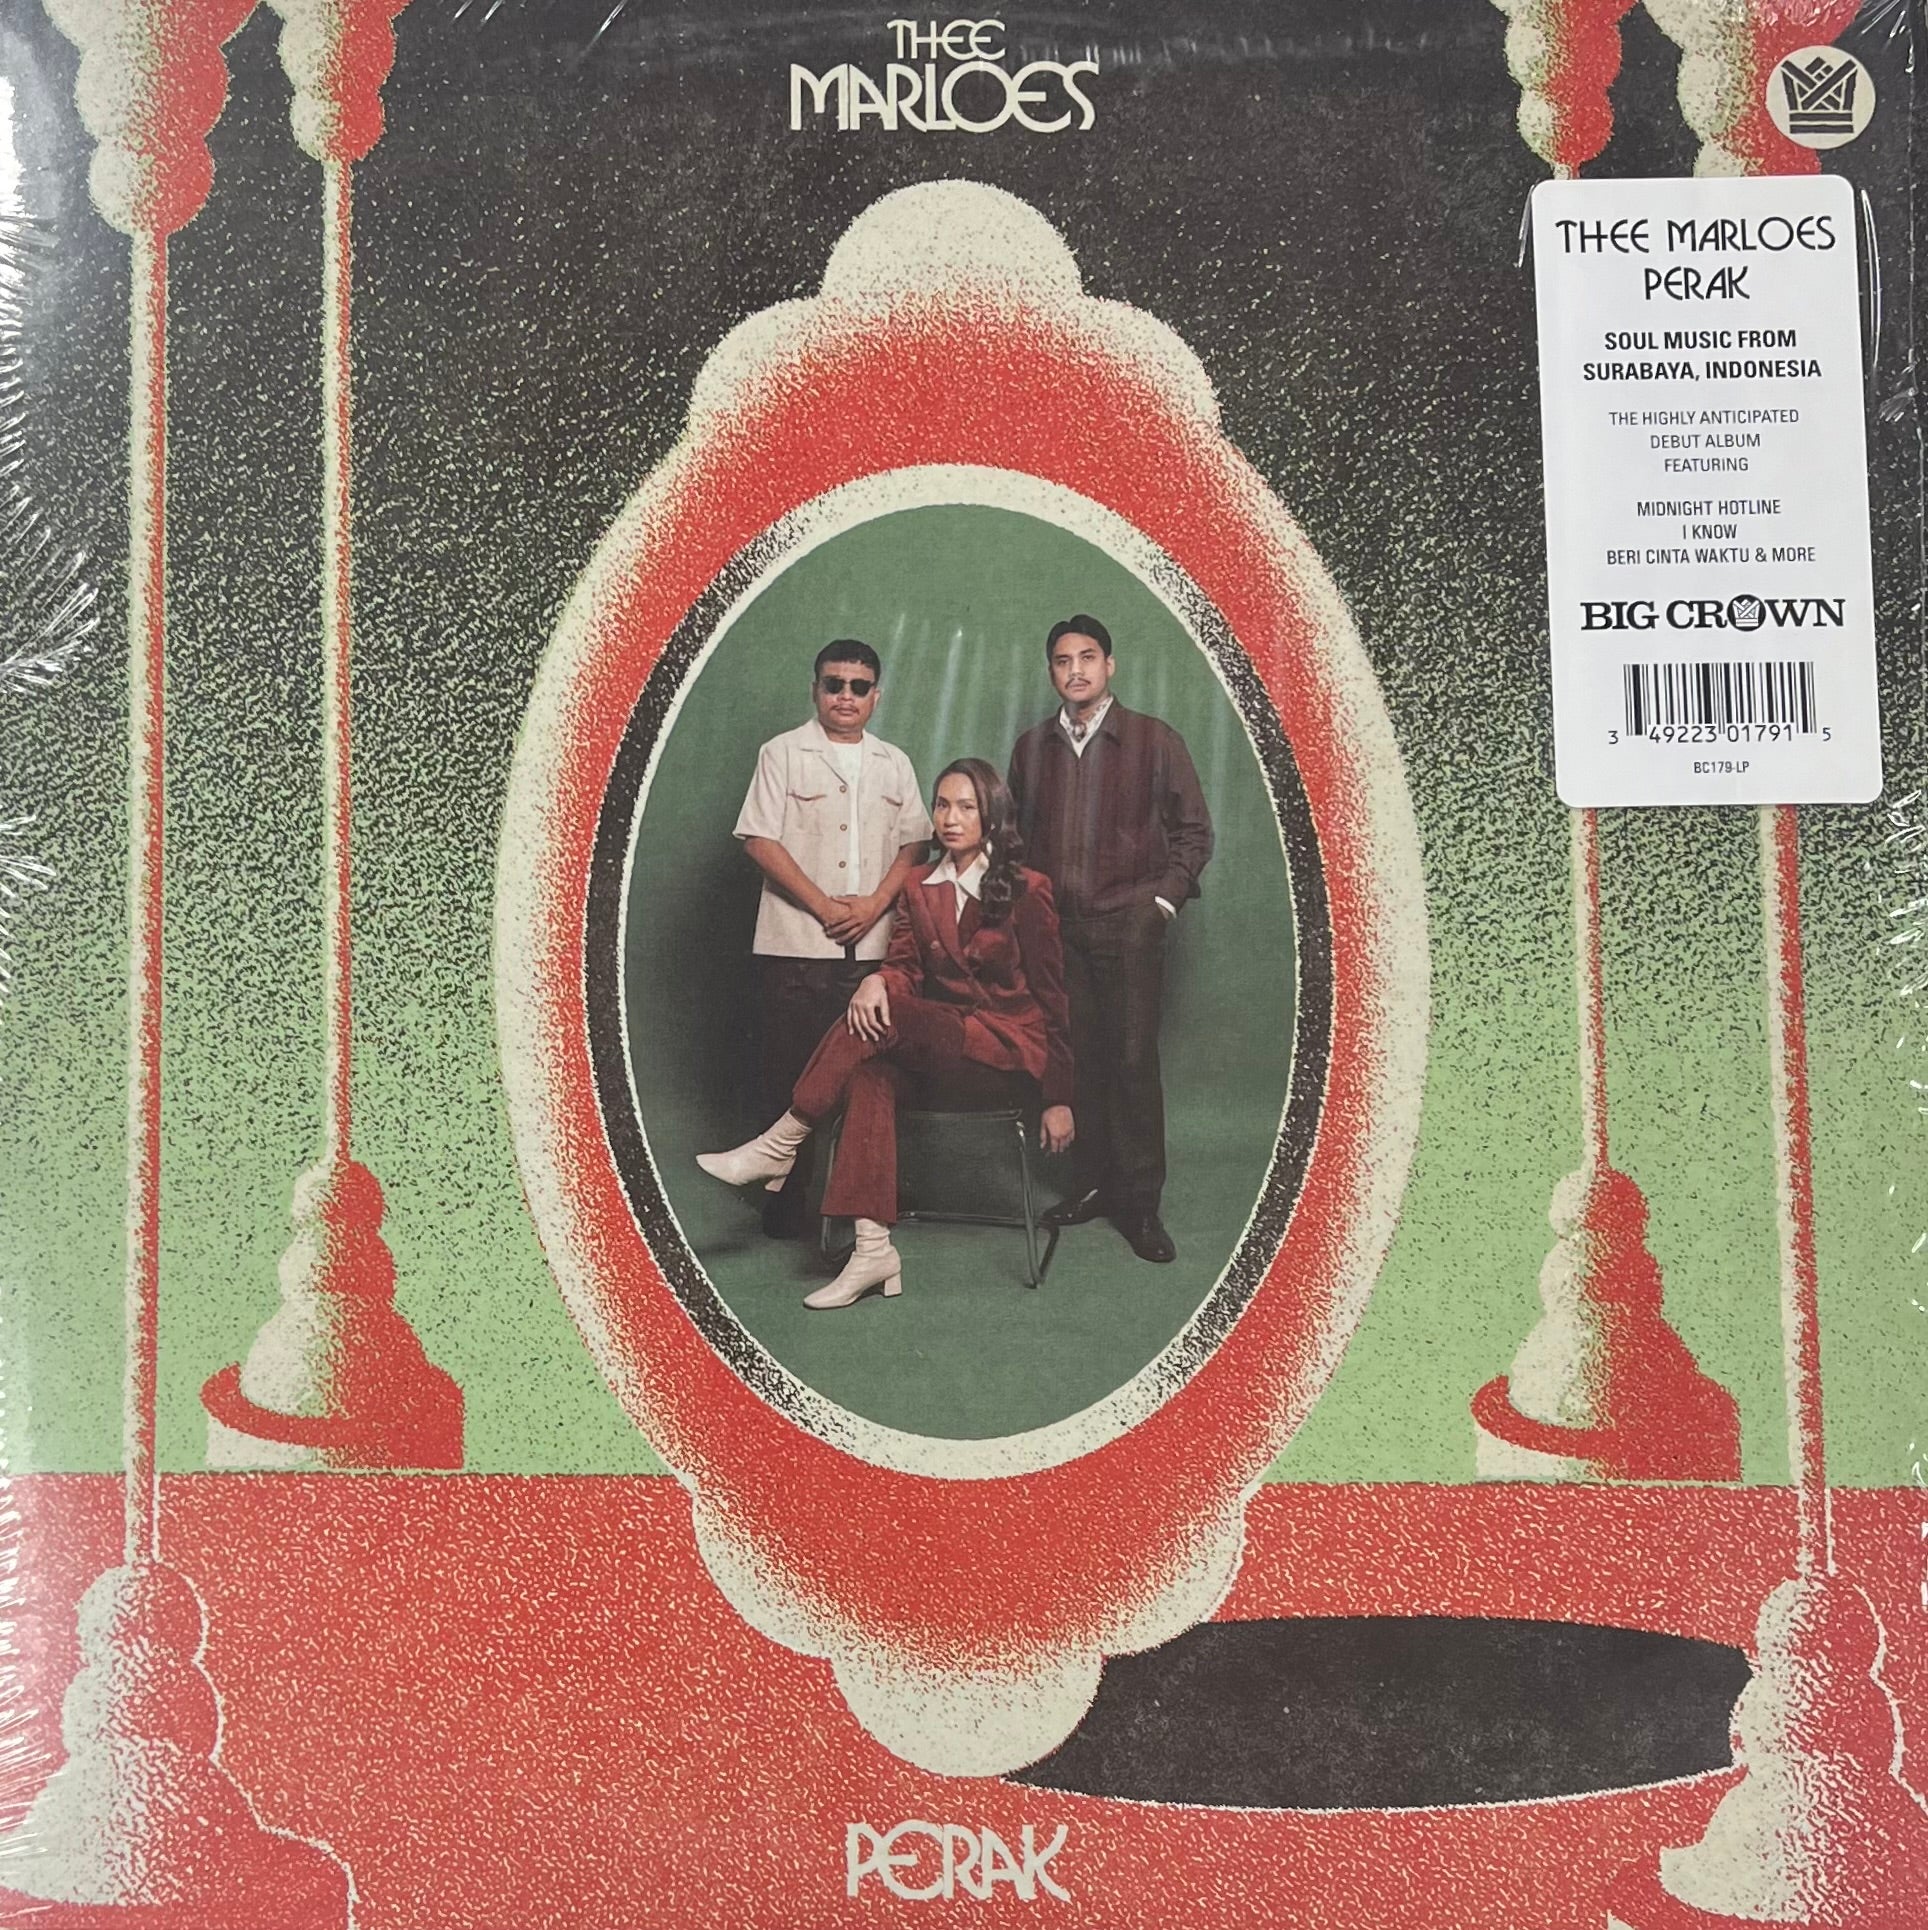 THEE
MARLOES
THEE MARLOES
PERAK
SOUL MUSIC FROM
SURABAYA, INDONESIA
THE HIGHLY ANTICIPATED
DEBUT ALBUM
FEATURING
MIDNIGHT HOTLINE
I KNOW
BERI CINTA WAKTU & MORE
BIG CROWN
3 49223 01791 5
BC179-LP
PERAK